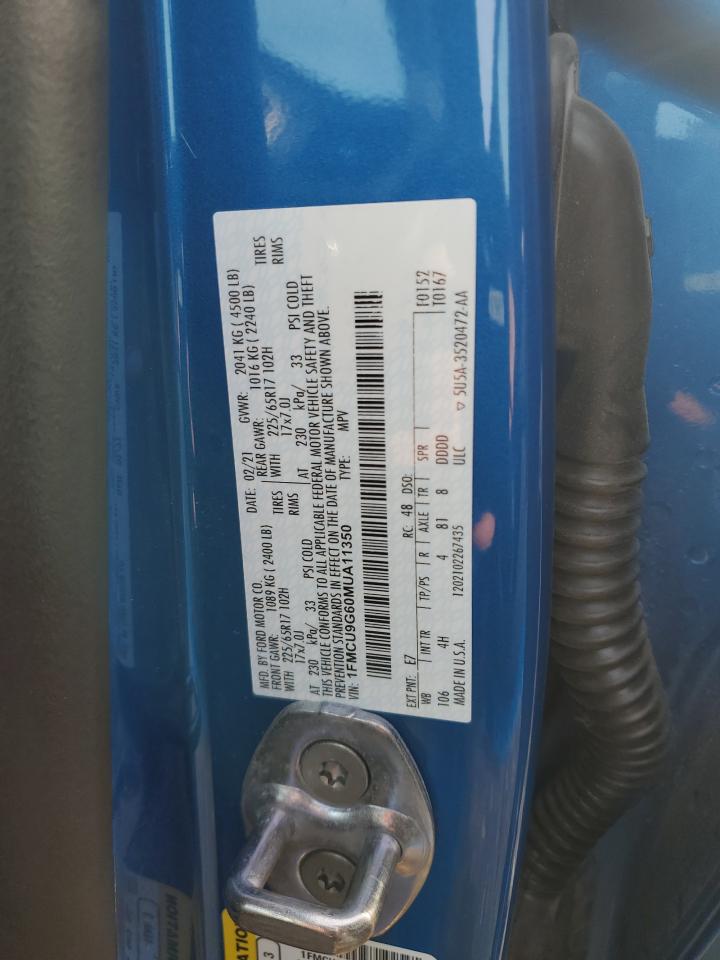 MFD. BY FORD MOTOR CO.
DATE: 02/21 GVWR: 2041 KG ( 4500 LB)
FRONT GAWR: 1089 KG ( 2400 LB) REAR GAWR: 1016 KG ( 2240 LB)
WITH 225/65R17 102H TIRES WITH 225/65R17 102H TIRES
17x7.0J RIMS 17x7.0J RIMS
AT 230 kPa/ 33 PSI COLD AT 230 kPa/ 33 PSI COLD
THIS VEHICLE CONFORMS TO ALL APPLICABLE FEDERAL MOTOR VEHICLE SAFETY AND THEFT
PREVENTION STANDARDS IN EFFECT ON THE DATE OF MANUFACTURE SHOWN ABOVE.
VIN: 1FMCU9G60MUA11350 TYPE: MPV
EXT PNT: E7 RC: 48 DSO: F0152
WB INT TR TP/PS R AXLE TR SPR T0167
106 4H 4 81 8 DDDD
MADE IN U.S.A. 1202102267435 ULC 5U5A-3520472-AA